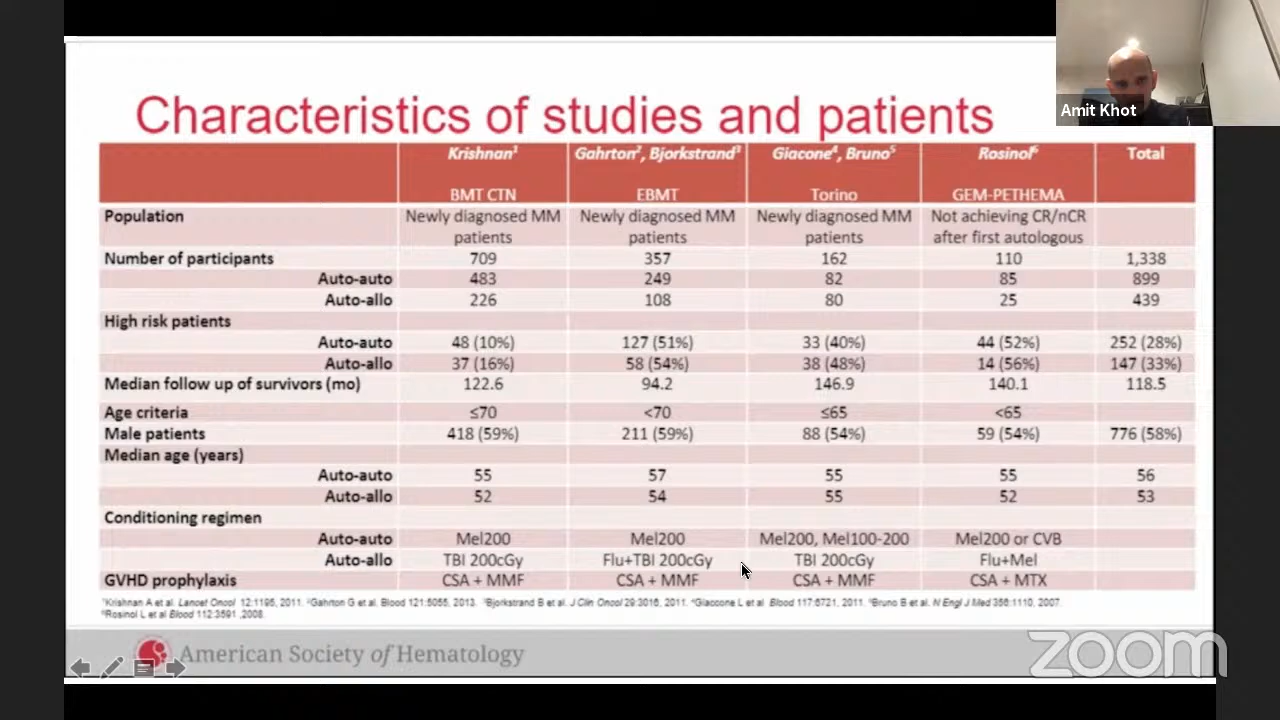 Amit Khot
Characteristics of studies and patients
Krishnan¹ Gahrton², Bjorkstrand³ Giacone⁴, Bruno⁵ Rosinol⁶ Total
BMT CTN EBMT Torino GEM-PETHEMA
Population Newly diagnosed MM patients Newly diagnosed MM patients Newly diagnosed MM patients Not achieving CR/nCR after first autologous
Number of participants 709 357 162 110 1,338
Auto-auto 483 249 82 85 899
Auto-allo 226 108 80 25 439
High risk patients
Auto-auto 48 (10%) 127 (51%) 33 (40%) 44 (52%) 252 (28%)
Auto-allo 37 (16%) 58 (54%) 38 (48%) 14 (56%) 147 (33%)
Median follow up of survivors (mo) 122.6 94.2 146.9 140.1 118.5
Age criteria ≤70 <70 ≤65 <65
Male patients 418 (59%) 211 (59%) 88 (54%) 59 (54%) 776 (58%)
Median age (years)
Auto-auto 55 57 55 55 56
Auto-allo 52 54 55 52 53
Conditioning regimen
Auto-auto Mel200 Mel200 Mel200, Mel100-200 Mel200 or CVB
Auto-allo TBI 200cGy Flu+TBI 200cGy TBI 200cGy Flu+Mel
GVHD prophylaxis CSA + MMF CSA + MMF CSA + MMF CSA + MTX
¹Krishnan A et al. Lancet Oncol 12:1195, 2011. ²Gahrton G et al. Blood 121:5055, 2013. ³Bjorkstrand B et al. J Clin Oncol 29:3016, 2011. ⁴Giaccone L et al Blood 117:6721, 2011. ⁵Bruno B et al. N Engl J Med 356:1110, 2007.
⁶Rosinol L et al Blood 112:3591 ,2008.
American Society of Hematology
zoom